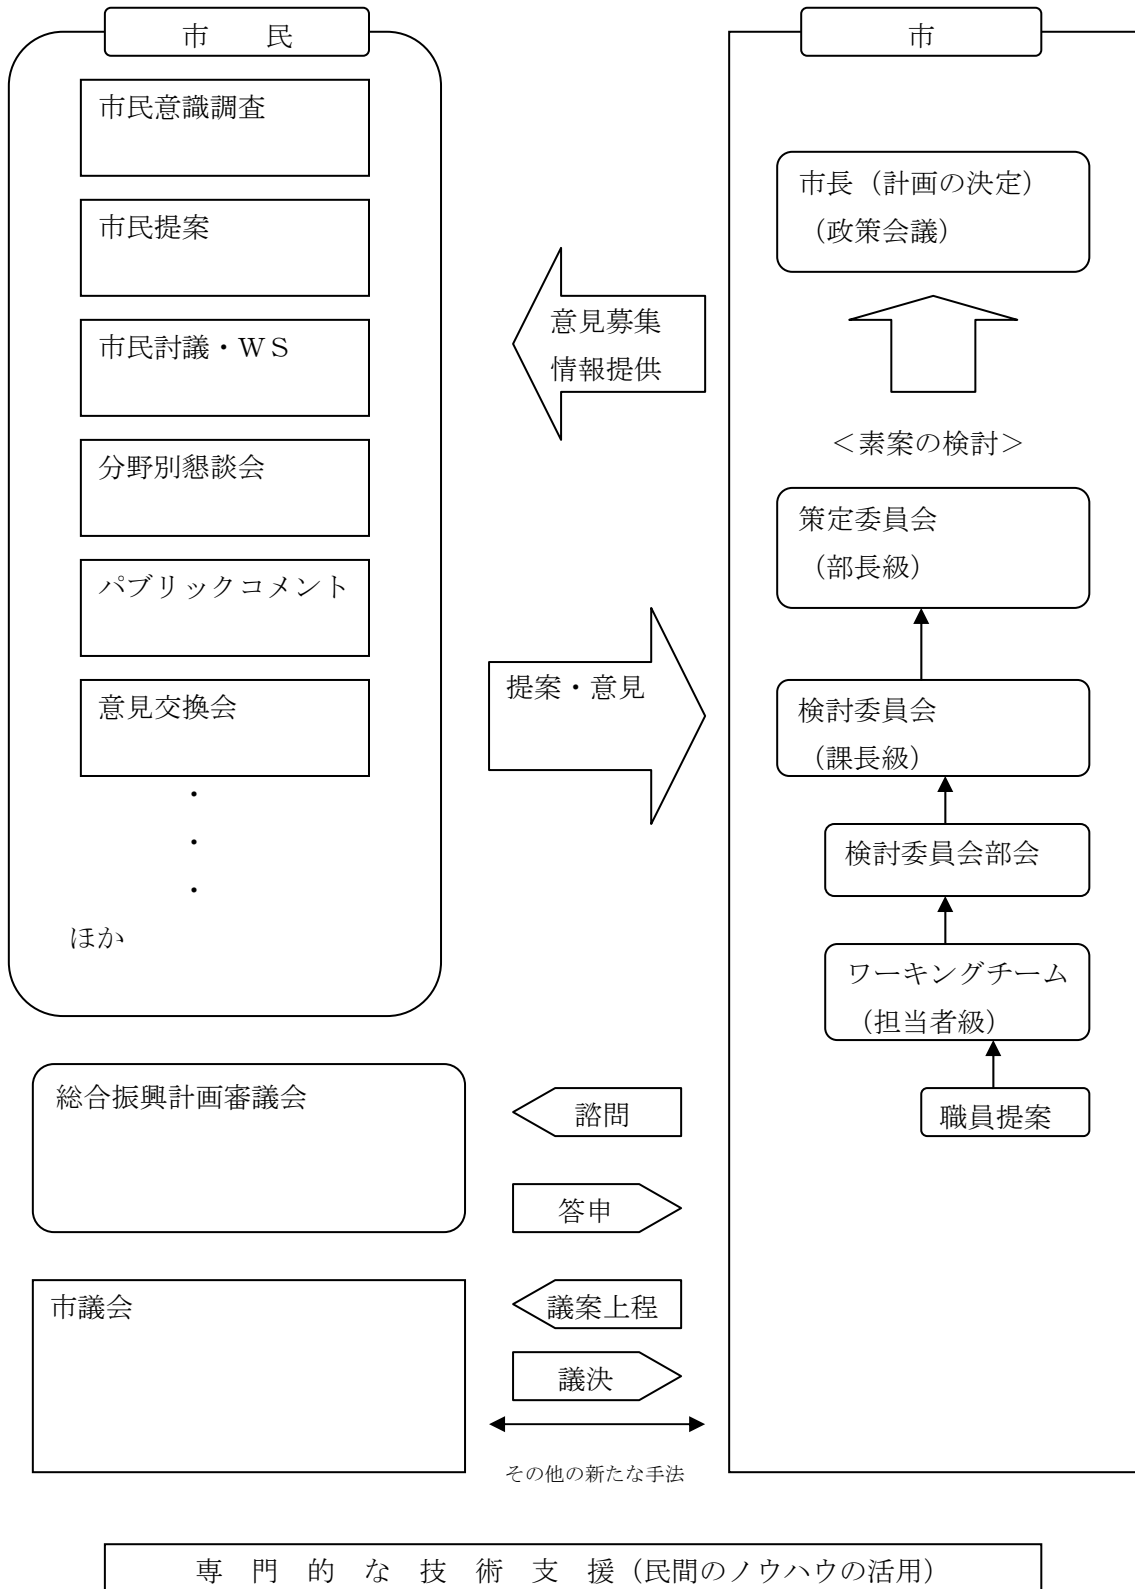 市　　民
市民意識調査
市民提案
市民討議・ＷＳ
分野別懇談会
パブリックコメント
意見交換会
・
・
・
ほか
意見募集
情報提供
提案・意見
市
市長（計画の決定）
（政策会議）
＜素案の検討＞
策定委員会
（部長級）
検討委員会
（課長級）
検討委員会部会
ワーキングチーム
（担当者級）
職員提案
総合振興計画審議会
諮問
答申
市議会
議案上程
議決
その他の新たな手法
専　門　的　な　技　術　支　援（民間のノウハウの活用）